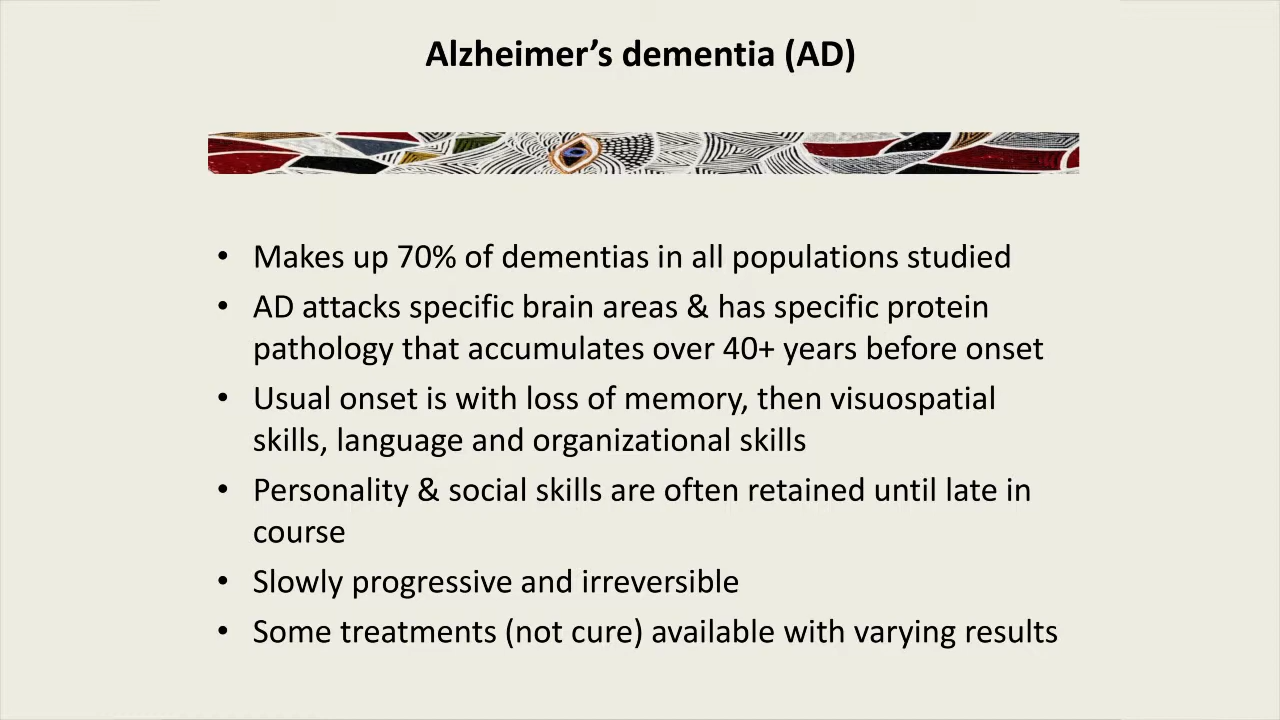 Alzheimer’s dementia (AD)
• Makes up 70% of dementias in all populations studied
• AD attacks specific brain areas & has specific protein
pathology that accumulates over 40+ years before onset
• Usual onset is with loss of memory, then visuospatial
skills, language and organizational skills
• Personality & social skills are often retained until late in
course
• Slowly progressive and irreversible
• Some treatments (not cure) available with varying results